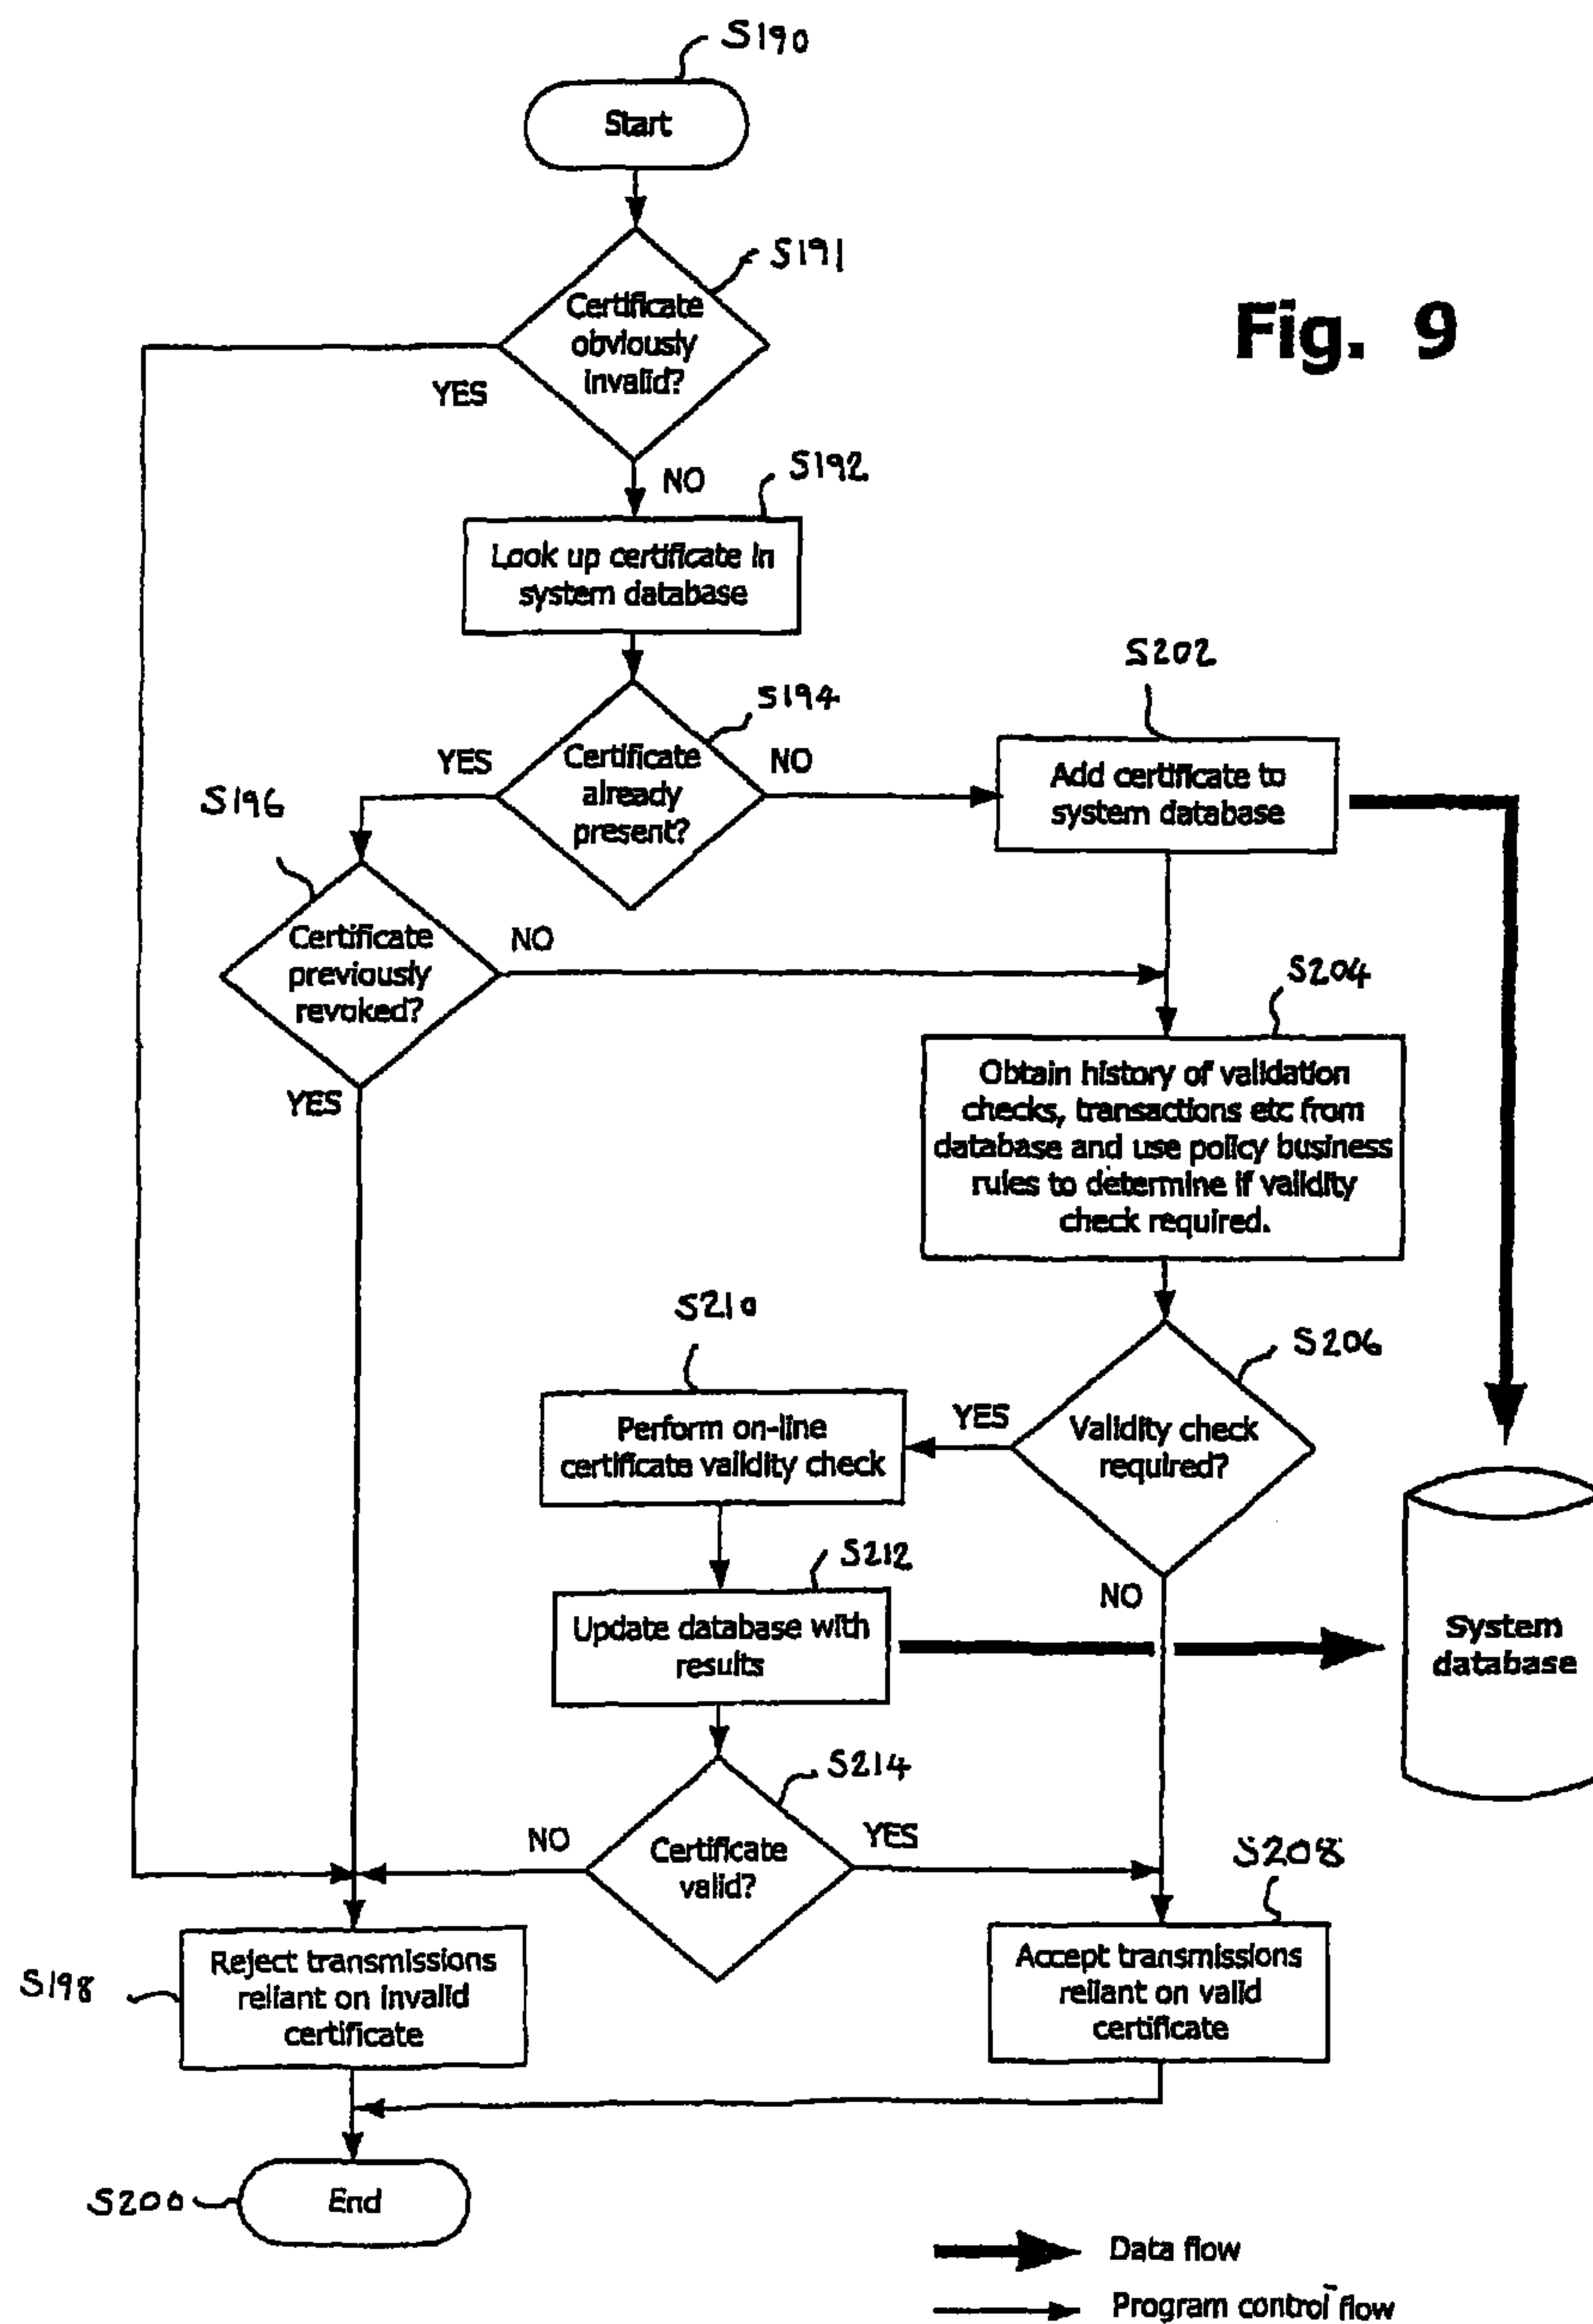 S190
Start
S191
Certificate
obviously
invalid?
Fig. 9
YES
NO
S192
Look up certificate in
system database
S194
S202
YES
Certificate
already
present?
NO
Add certificate to
system database
S196
Certificate
previously
revoked?
NO
YES
S204
Obtain history of validation
checks, transactions etc from
database and use policy business
rules to determine if validity
check required.
S210
S206
Perform on-line
certificate validity check
YES
Validity check
required?
NO
S212
Update database with
results
System
database
S214
NO
Certificate
valid?
YES
S208
S198
Reject transmissions
reliant on invalid
certificate
Accept transmissions
reliant on valid
certificate
S200
End
Data flow
Program control flow